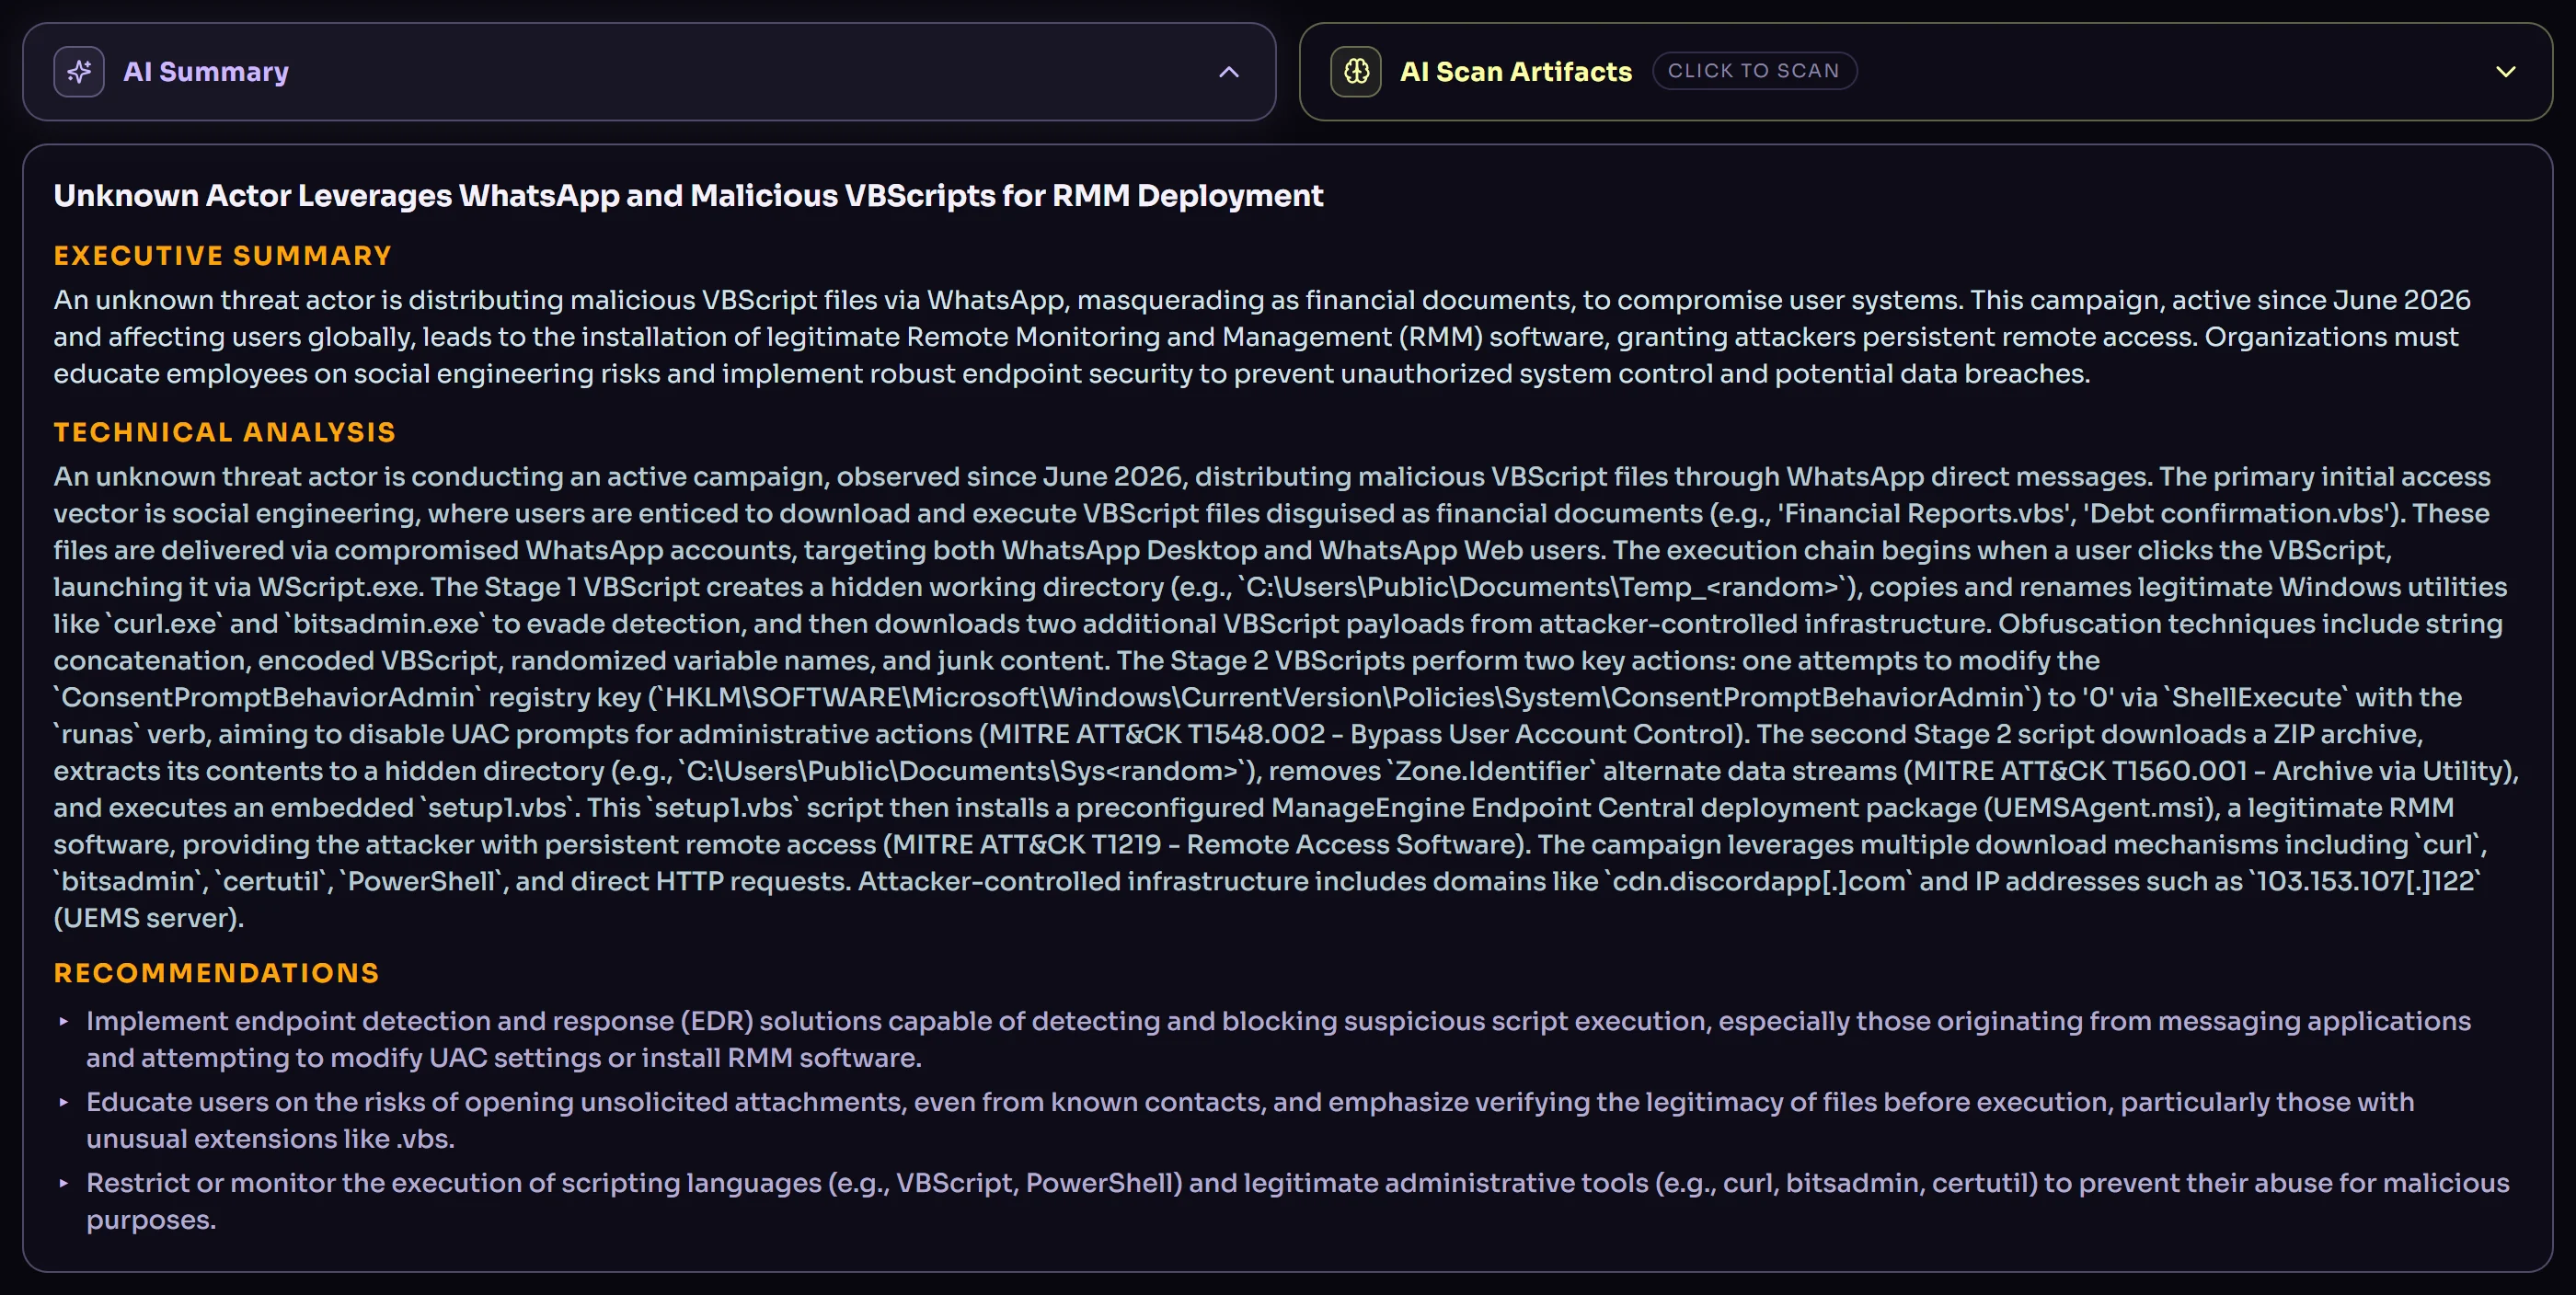 AI Summary
AI Scan Artifacts CLICK TO SCAN
Unknown Actor Leverages WhatsApp and Malicious VBScripts for RMM Deployment
EXECUTIVE SUMMARY
An unknown threat actor is distributing malicious VBScript files via WhatsApp, masquerading as financial documents, to compromise user systems. This campaign, active since June 2026
and affecting users globally, leads to the installation of legitimate Remote Monitoring and Management (RMM) software, granting attackers persistent remote access. Organizations must
educate employees on social engineering risks and implement robust endpoint security to prevent unauthorized system control and potential data breaches.
TECHNICAL ANALYSIS
An unknown threat actor is conducting an active campaign, observed since June 2026, distributing malicious VBScript files through WhatsApp direct messages. The primary initial access
vector is social engineering, where users are enticed to download and execute VBScript files disguised as financial documents (e.g., 'Financial Reports.vbs', 'Debt confirmation.vbs'). These
files are delivered via compromised WhatsApp accounts, targeting both WhatsApp Desktop and WhatsApp Web users. The execution chain begins when a user clicks the VBScript,
launching it via WScript.exe. The Stage 1 VBScript creates a hidden working directory (e.g., `C:\Users\Public\Documents\Temp_<random>`), copies and renames legitimate Windows utilities
like `curl.exe` and `bitsadmin.exe` to evade detection, and then downloads two additional VBScript payloads from attacker-controlled infrastructure. Obfuscation techniques include string
concatenation, encoded VBScript, randomized variable names, and junk content. The Stage 2 VBScripts perform two key actions: one attempts to modify the
`ConsentPromptBehaviorAdmin` registry key (`HKLM\SOFTWARE\Microsoft\Windows\CurrentVersion\Policies\System\ConsentPromptBehaviorAdmin`) to '0' via `ShellExecute` with the
`runas` verb, aiming to disable UAC prompts for administrative actions (MITRE ATT&CK T1548.002 - Bypass User Account Control). The second Stage 2 script downloads a ZIP archive,
extracts its contents to a hidden directory (e.g., `C:\Users\Public\Documents\Sys<random>`), removes `Zone.Identifier` alternate data streams (MITRE ATT&CK T1560.001 - Archive via Utility),
and executes an embedded `setup1.vbs`. This `setup1.vbs` script then installs a preconfigured ManageEngine Endpoint Central deployment package (UEMSAgent.msi), a legitimate RMM
software, providing the attacker with persistent remote access (MITRE ATT&CK T1219 - Remote Access Software). The campaign leverages multiple download mechanisms including `curl`,
`bitsadmin`, `certutil`, `PowerShell`, and direct HTTP requests. Attacker-controlled infrastructure includes domains like `cdn.discordapp[.]com` and IP addresses such as `103.153.107[.]122`
(UEMS server).
RECOMMENDATIONS
‣ Implement endpoint detection and response (EDR) solutions capable of detecting and blocking suspicious script execution, especially those originating from messaging applications
and attempting to modify UAC settings or install RMM software.
‣ Educate users on the risks of opening unsolicited attachments, even from known contacts, and emphasize verifying the legitimacy of files before execution, particularly those with
unusual extensions like .vbs.
‣ Restrict or monitor the execution of scripting languages (e.g., VBScript, PowerShell) and legitimate administrative tools (e.g., curl, bitsadmin, certutil) to prevent their abuse for malicious
purposes.